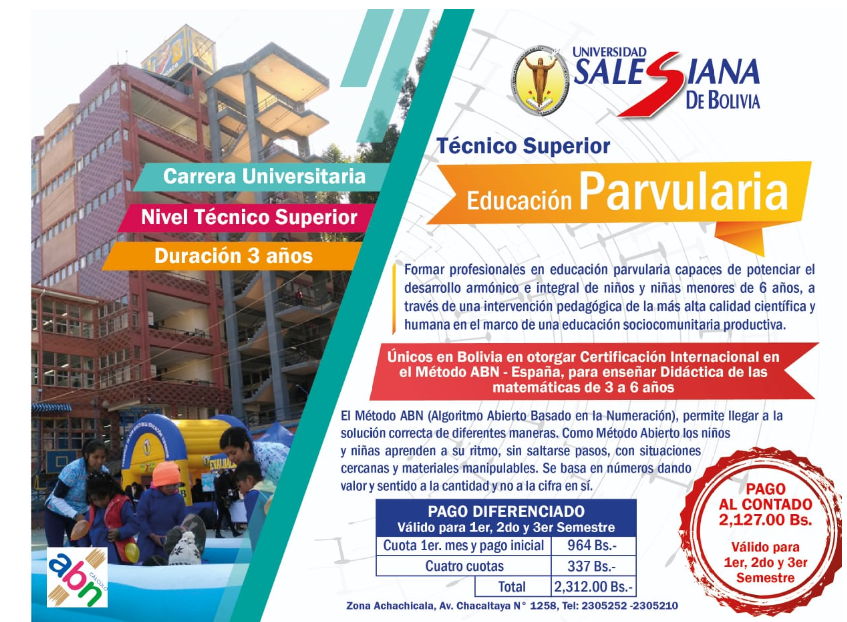 UNIVERSIDAD
SALESIANA
DE BOLIVIA
Técnico Superior
Educación Parvularia
Carrera Universitaria
Nivel Técnico Superior
Duración 3 años
Formar profesionales en educación parvularia capaces de potenciar el
desarrollo armónico e integral de niños y niñas menores de 6 años, a
través de una intervención pedagógica de la más alta calidad científica y
humana en el marco de una educación sociocomunitaria productiva.
Únicos en Bolivia en otorgar Certificación Internacional en
el Método ABN - España, para enseñar Didáctica de las
matemáticas de 3 a 6 años
El Método ABN (Algoritmo Abierto Basado en la Numeración), permite llegar a la
solución correcta de diferentes maneras. Como Método Abierto los niños
y niñas aprenden a su ritmo, sin saltarse pasos, con situaciones
cercanas y materiales manipulables. Se basa en números dando
valor y sentido a la cantidad y no a la cifra en sí.
PAGO DIFERENCIADO
Válido para 1er, 2do y 3er Semestre
Cuota 1er. mes y pago inicial 964 Bs.-
Cuatro cuotas 337 Bs.-
Total 2,312.00 Bs.-
PAGO
AL CONTADO
2,127.00 Bs.
Válido para
1er, 2do y 3er
Semestre
abn
Zona Achachicala, Av. Chacaltaya N° 1258, Tel: 2305252 -2305210